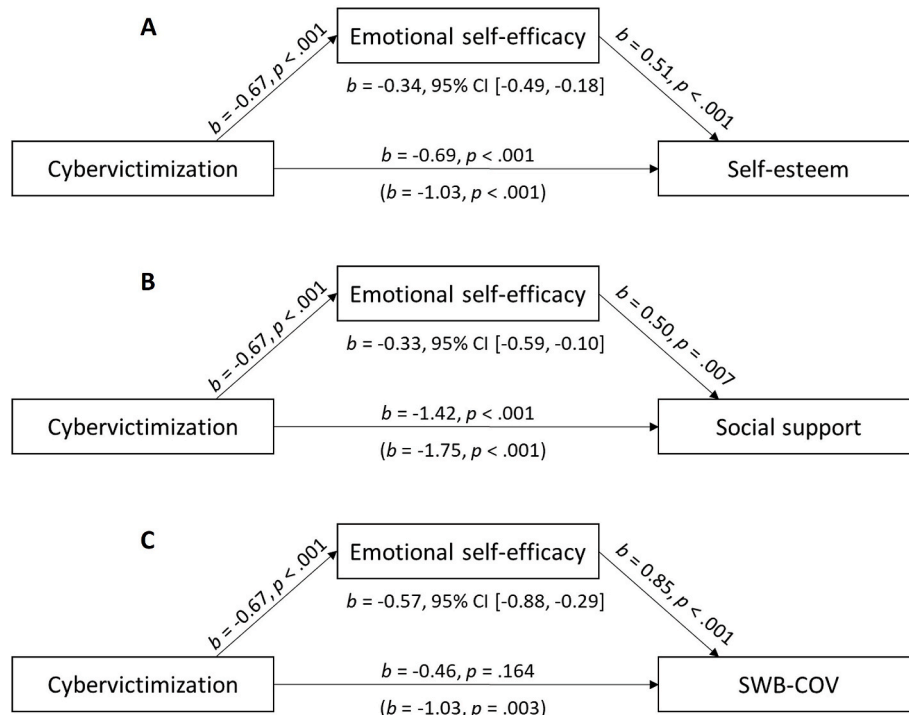 A
Emotional self-efficacy
b = -0.67, p < .001
b = 0.51, p < .001
b = -0.34, 95% CI [-0.49, -0.18]
Cybervictimization
b = -0.69, p < .001
(b = -1.03, p < .001)
Self-esteem
B
Emotional self-efficacy
b = -0.67, p < .001
b = 0.50, p = .007
b = -0.33, 95% CI [-0.59, -0.10]
Cybervictimization
b = -1.42, p < .001
(b = -1.75, p < .001)
Social support
C
Emotional self-efficacy
b = -0.67, p < .001
b = 0.85, p < .001
b = -0.57, 95% CI [-0.88, -0.29]
Cybervictimization
b = -0.46, p = .164
(b = -1.03, p = .003)
SWB-COV